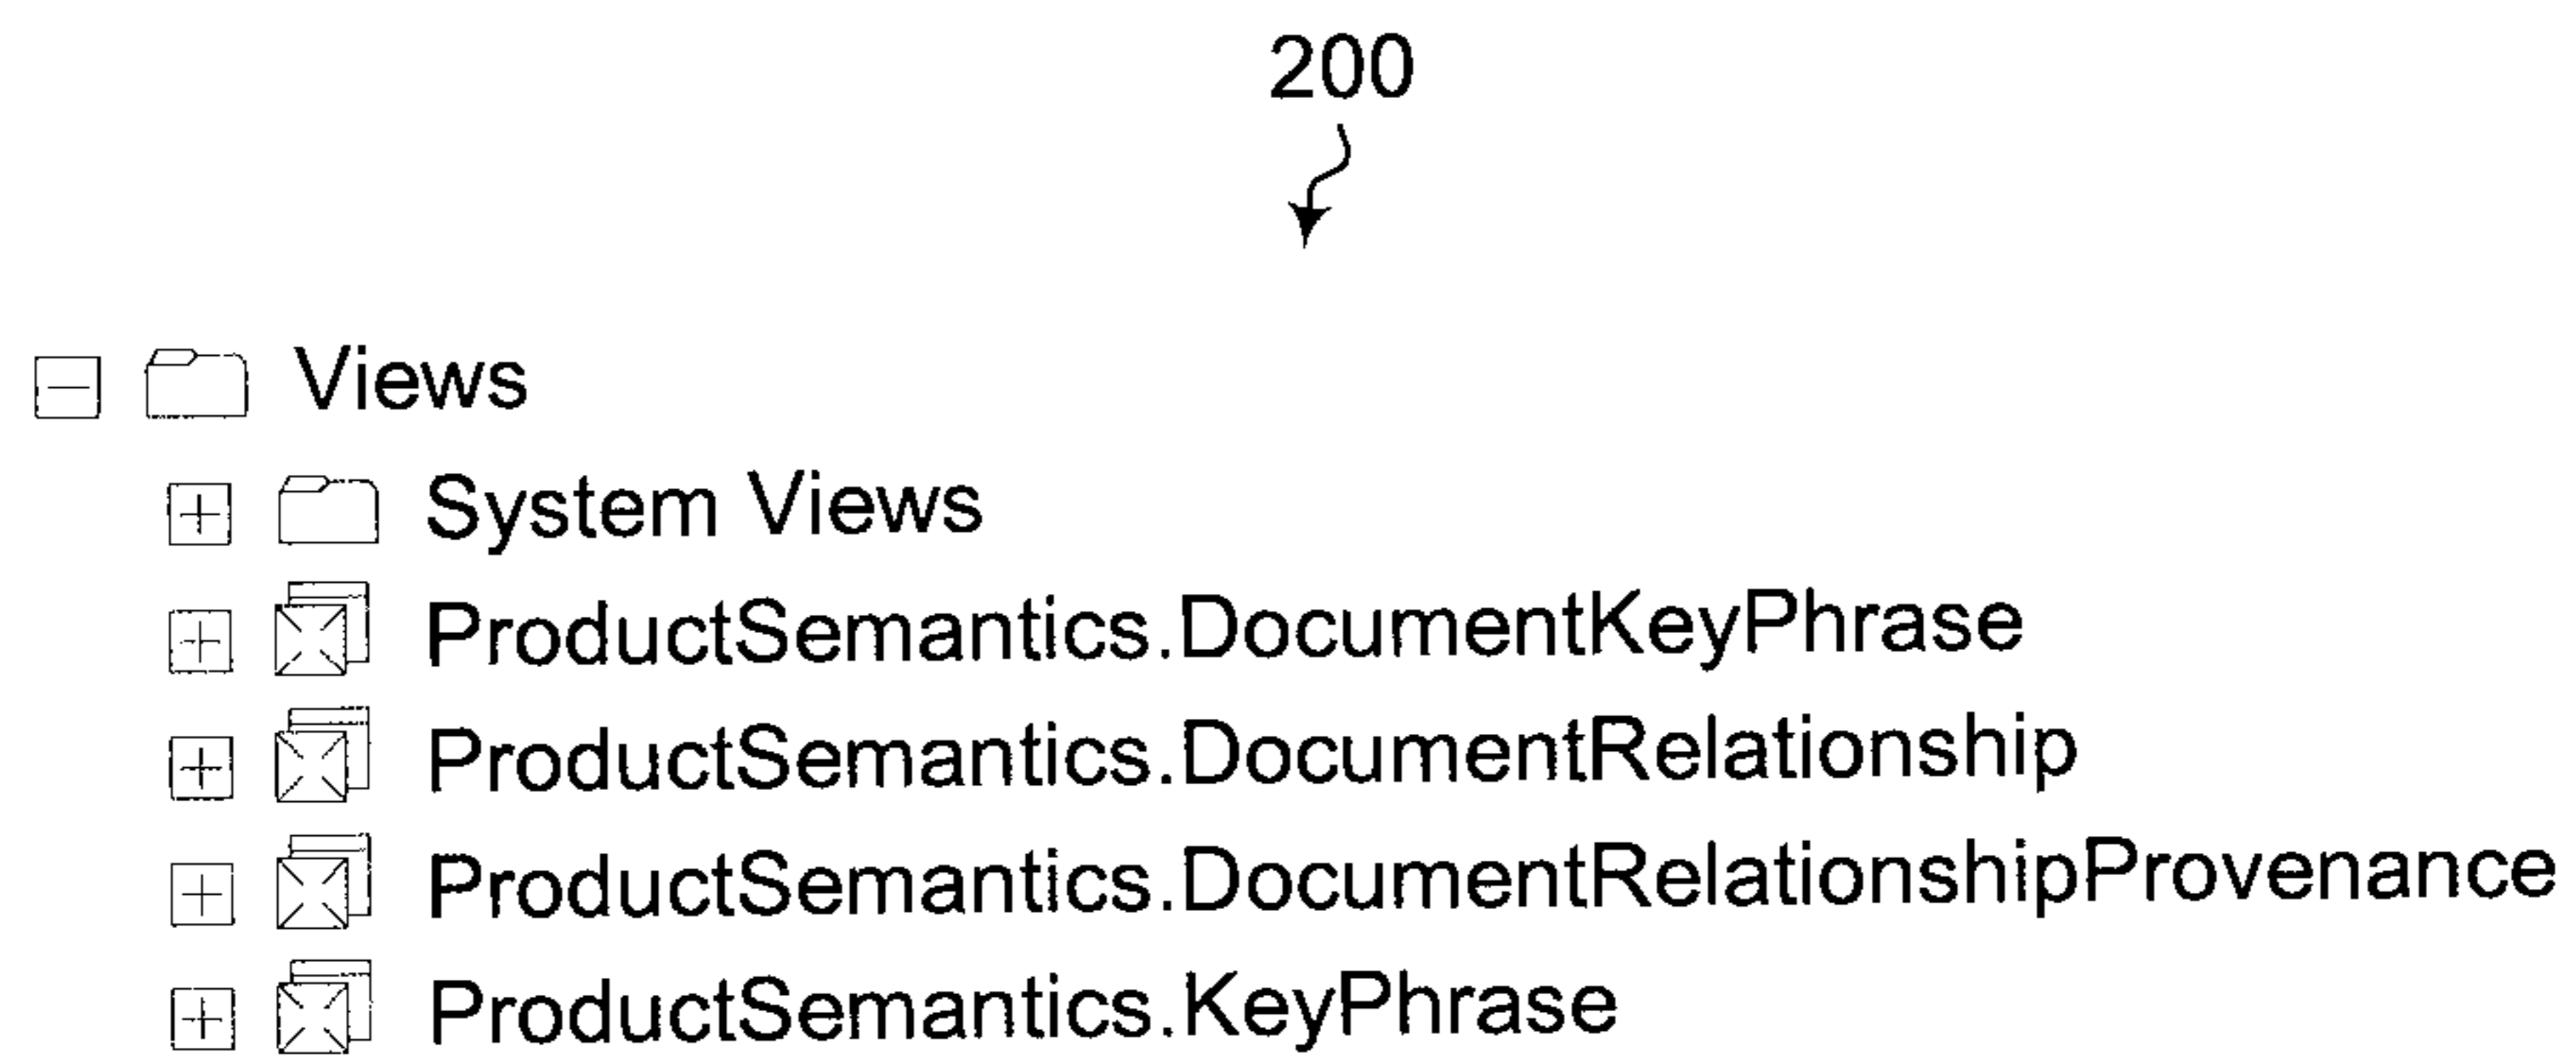 200
Views
System Views
ProductSemantics.DocumentKeyPhrase
ProductSemantics.DocumentRelationship
ProductSemantics.DocumentRelationshipProvenance
ProductSemantics.KeyPhrase